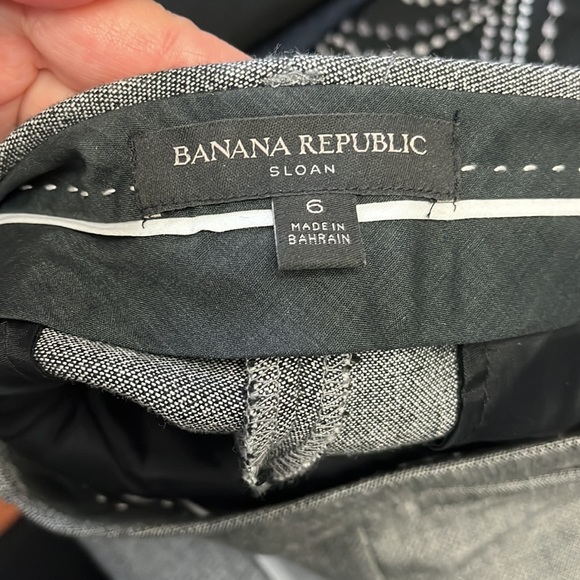 BANANA REPUBLIC
SLOAN
6
MADE IN
BAHRAIN